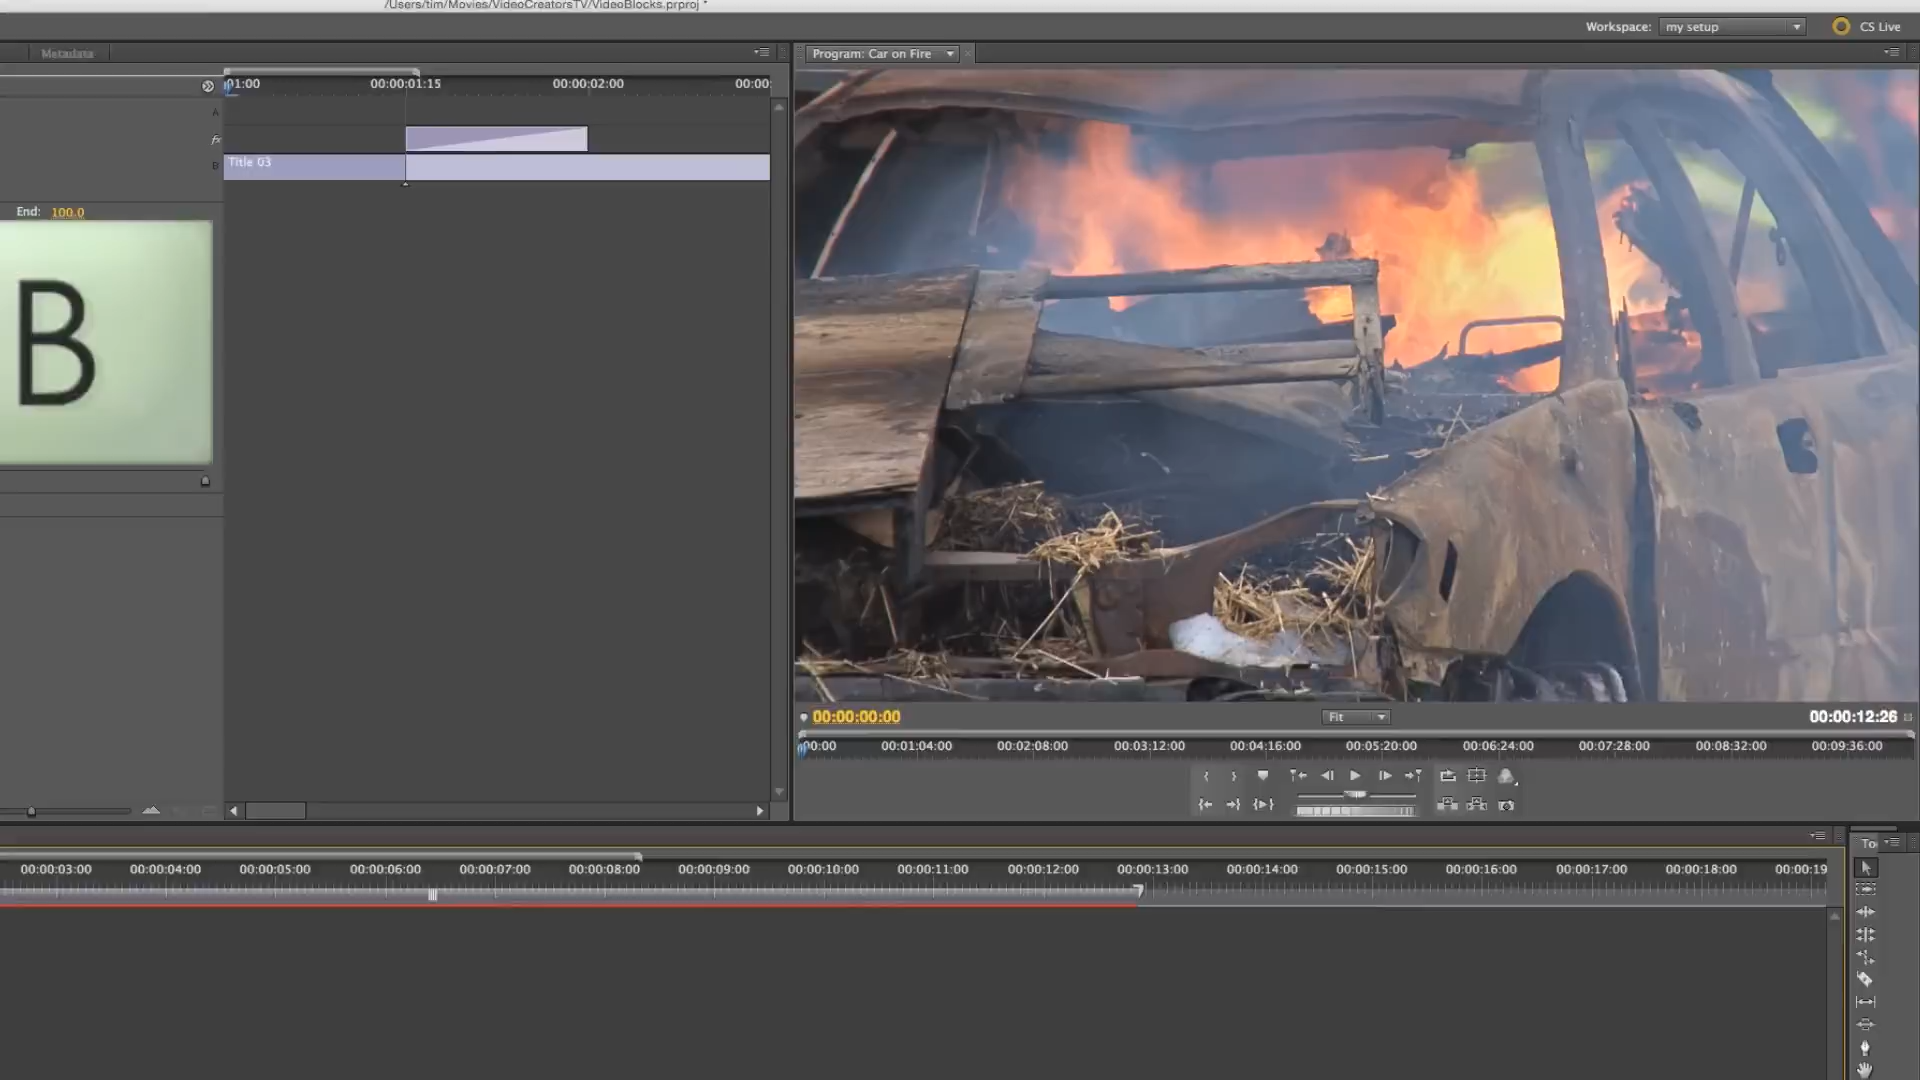 /Users/tim/Movies/VideoCreatorsTV/VideoBlocks.prproj *
Workspace: my setup CS Live
Metadata
Program: Car on Fire
01:00 00:00:01:15 00:00:02:00 00:00:
A
fx
B
Title 03
End: 100.0
B
00:00:00:00 Fit 00:00:12:26
00:00 00:01:04:00 00:02:08:00 00:03:12:00 00:04:16:00 00:05:20:00 00:06:24:00 00:07:28:00 00:08:32:00 00:09:36:00
To
00:00:03:00 00:00:04:00 00:00:05:00 00:00:06:00 00:00:07:00 00:00:08:00 00:00:09:00 00:00:10:00 00:00:11:00 00:00:12:00 00:00:13:00 00:00:14:00 00:00:15:00 00:00:16:00 00:00:17:00 00:00:18:00 00:00:19